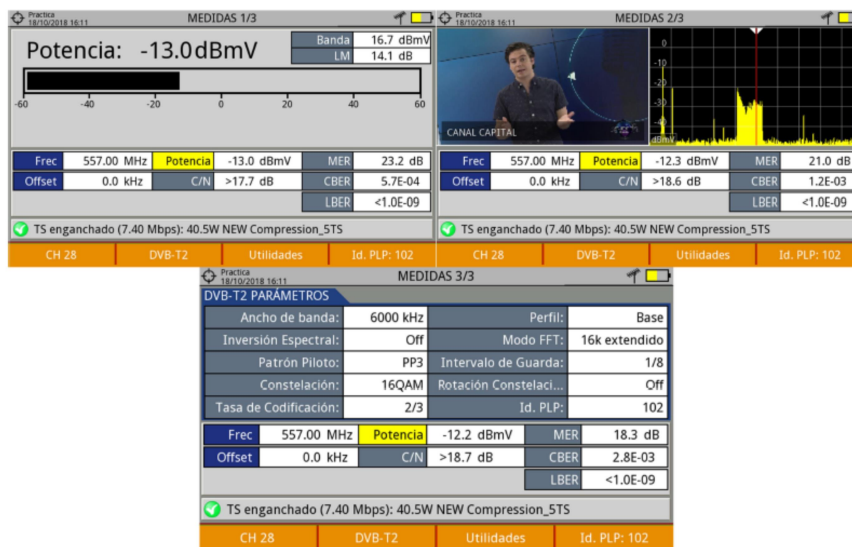 Practica
18/10/2018 16:11
MEDIDAS 1/3
Potencia: -13.0dBmV
Banda 16.7 dBmV
LM 14.1 dB
-60 -40 -20 0 20 40 60
Frec 557.00 MHz Potencia -13.0 dBmV MER 23.2 dB
Offset 0.0 kHz C/N >17.7 dB CBER 5.7E-04
LBER <1.0E-09
TS enganchado (7.40 Mbps): 40.5W NEW Compression_5TS
CH 28 DVB-T2 Utilidades Id. PLP: 102
Practica
18/10/2018 16:11
MEDIDAS 2/3
CANAL CAPITAL
0
-10
-20
-30
-40
dBmV
Frec 557.00 MHz Potencia -12.3 dBmV MER 21.0 dB
Offset 0.0 kHz C/N >18.6 dB CBER 1.2E-03
LBER <1.0E-09
TS enganchado (7.40 Mbps): 40.5W NEW Compression_5TS
CH 28 DVB-T2 Utilidades Id. PLP: 102
Practica
18/10/2018 16:11
MEDIDAS 3/3
DVB-T2 PARÁMETROS
Ancho de banda: 6000 kHz Perfil: Base
Inversión Espectral: Off Modo FFT: 16k extendido
Patrón Piloto: PP3 Intervalo de Guarda: 1/8
Constelación: 16QAM Rotación Constelaci... Off
Tasa de Codificación: 2/3 Id. PLP: 102
Frec 557.00 MHz Potencia -12.2 dBmV MER 18.3 dB
Offset 0.0 kHz C/N >18.7 dB CBER 2.8E-03
LBER <1.0E-09
TS enganchado (7.40 Mbps): 40.5W NEW Compression_5TS
CH 28 DVB-T2 Utilidades Id. PLP: 102